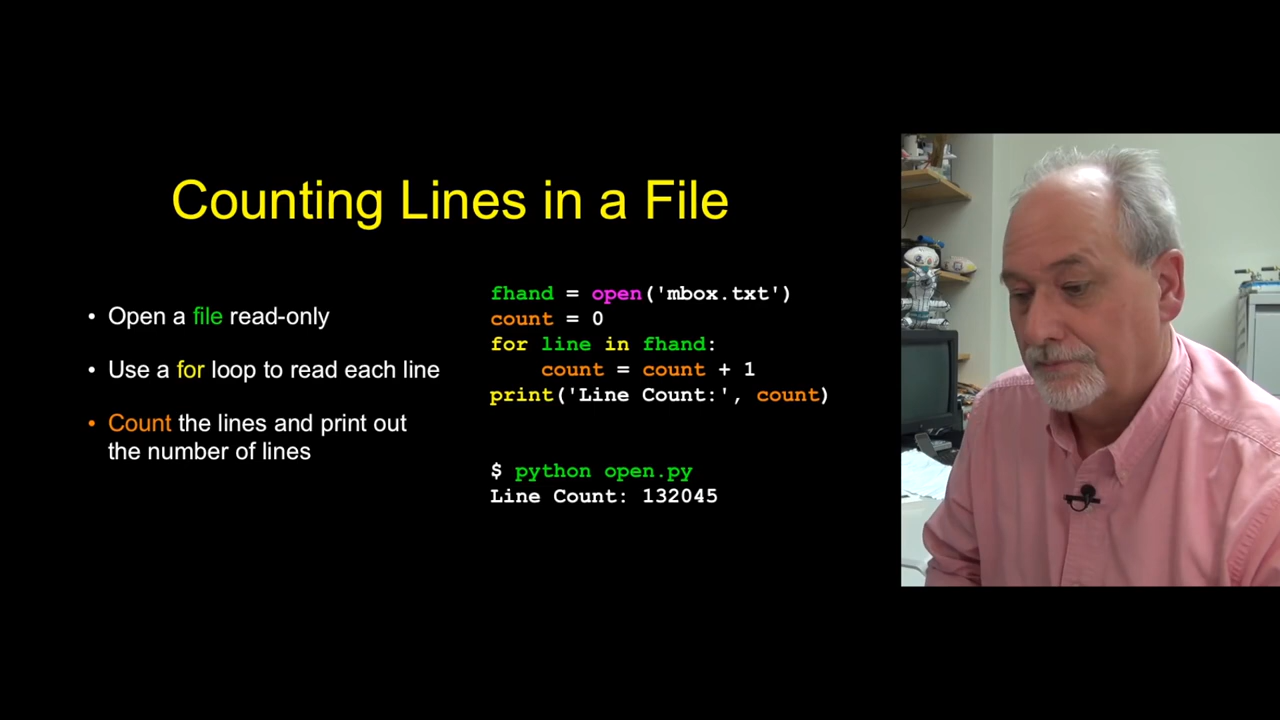 Counting Lines in a File
• Open a file read-only
• Use a for loop to read each line
• Count the lines and print out
the number of lines
fhand = open('mbox.txt')
count = 0
for line in fhand:
    count = count + 1
print('Line Count:', count)
$ python open.py
Line Count: 132045